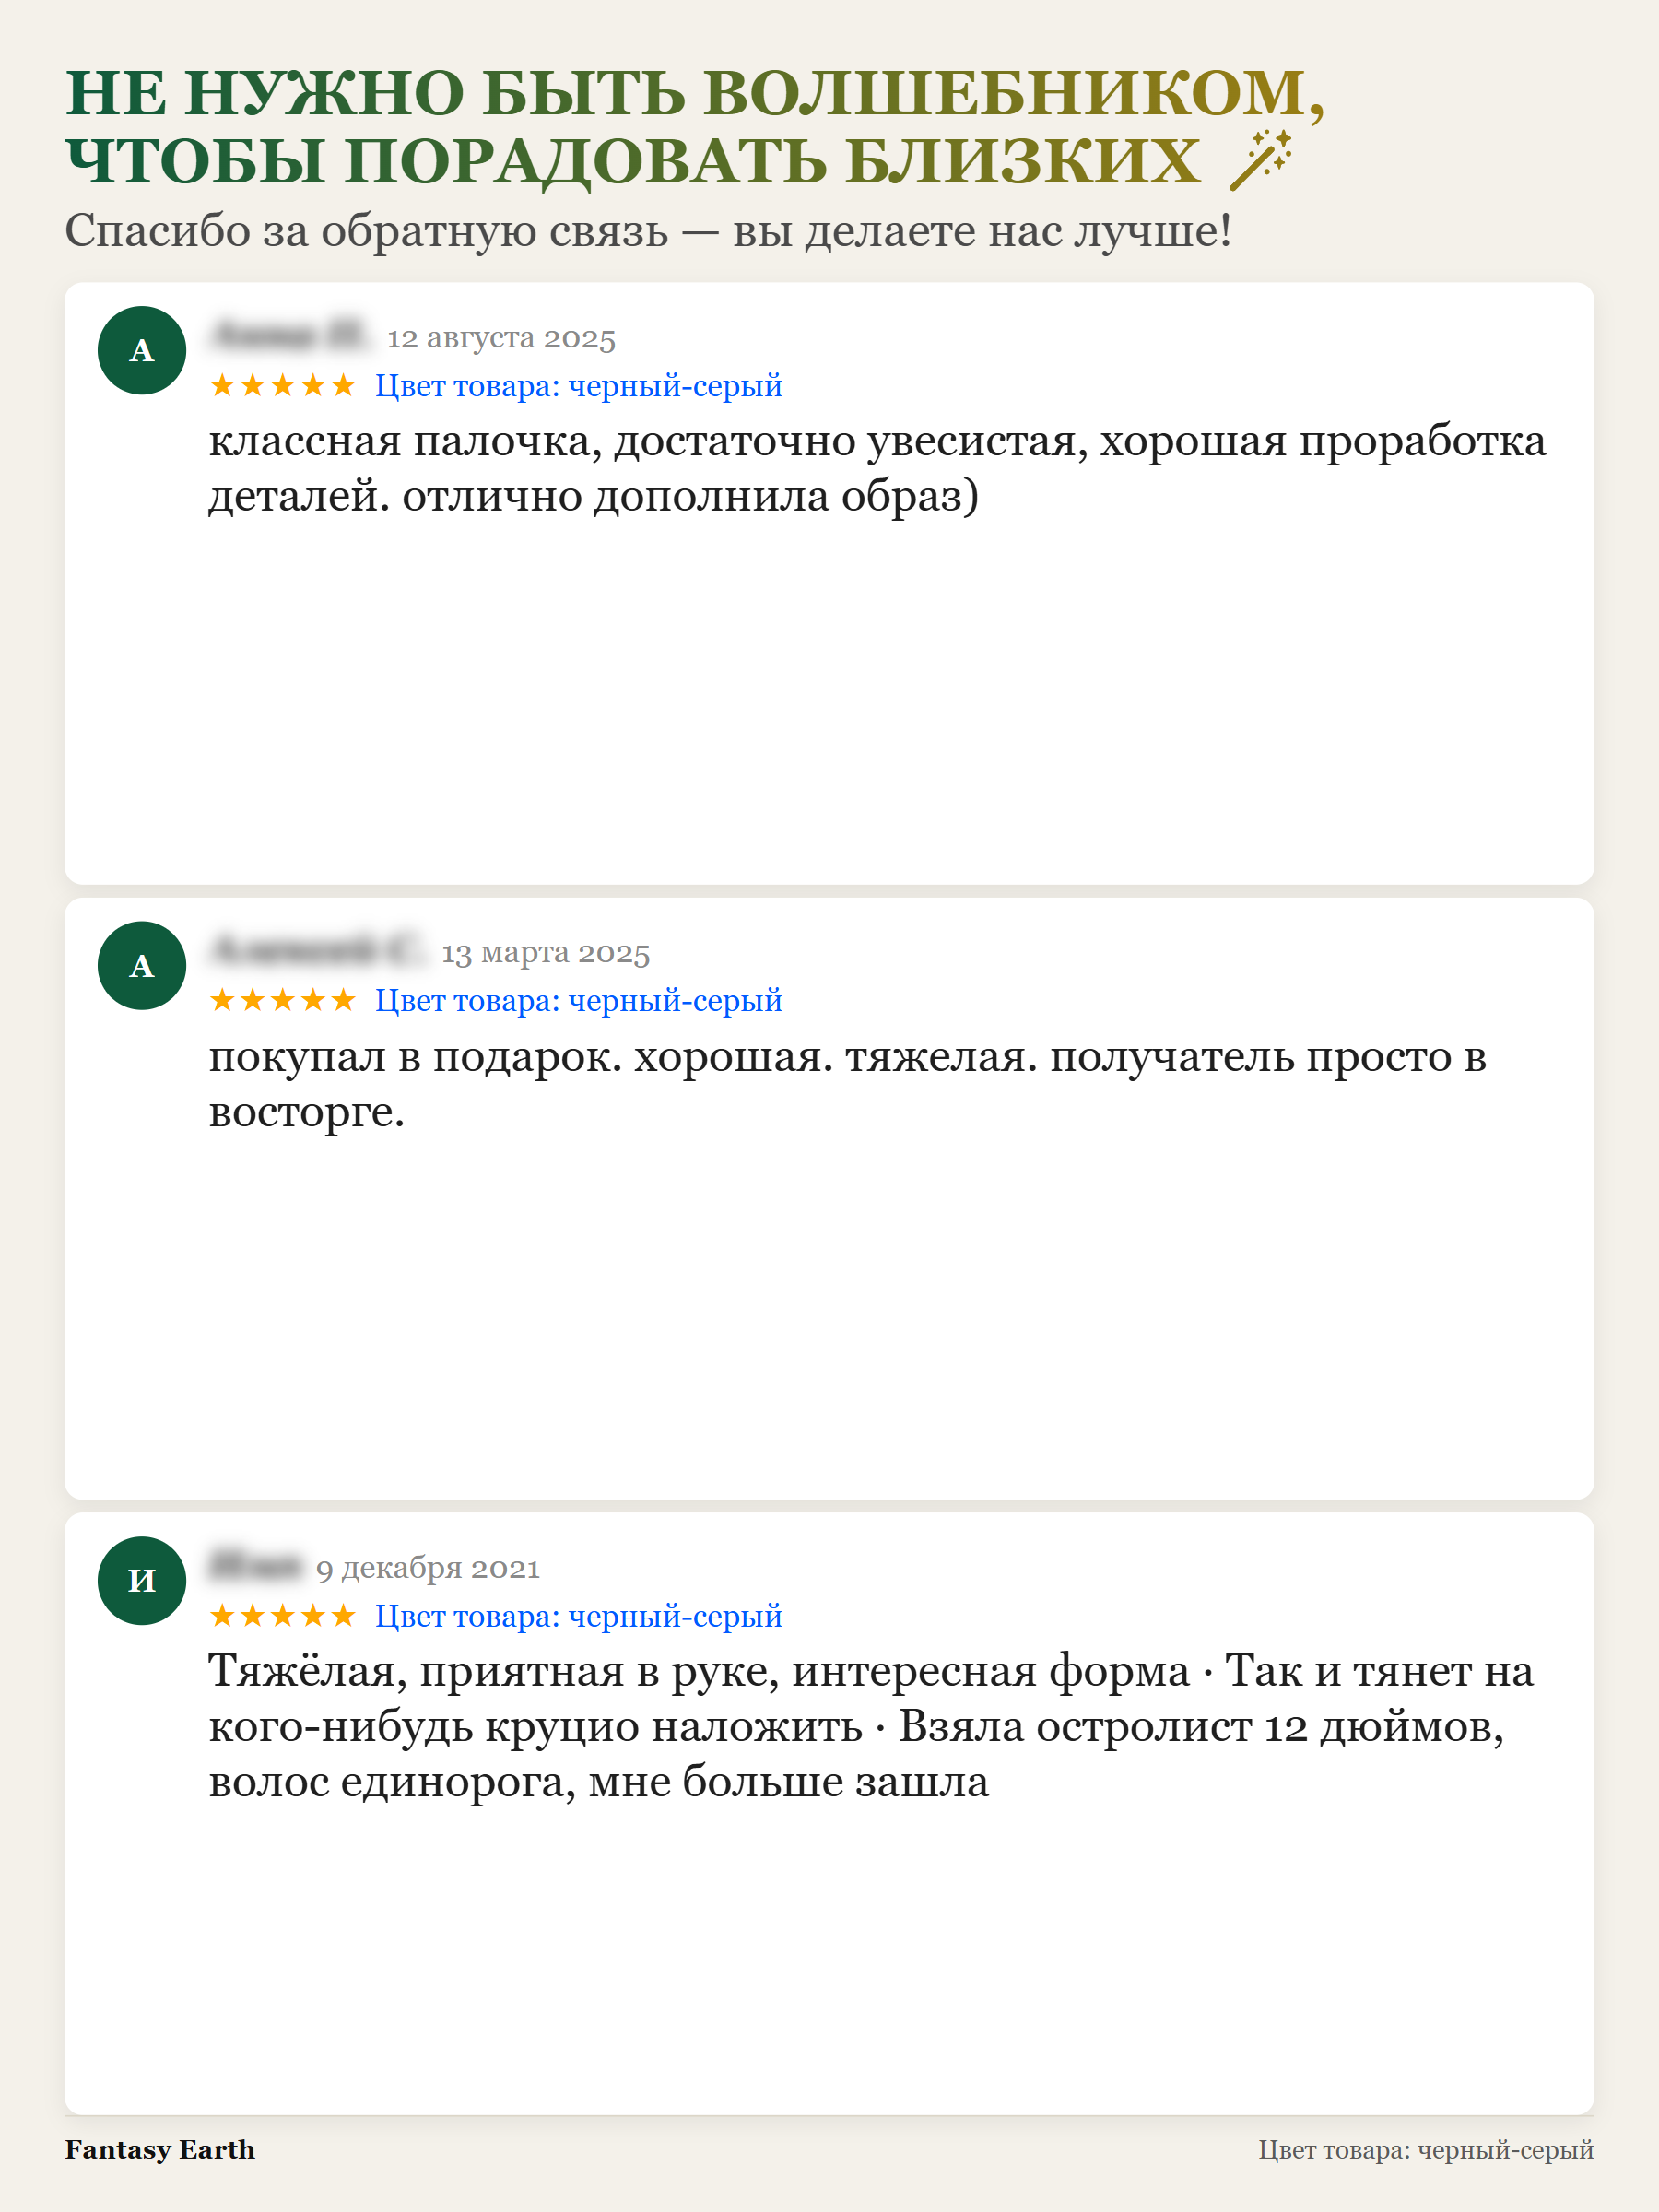 НЕ НУЖНО БЫТЬ ВОЛШЕБНИКОМ,
ЧТОБЫ ПОРАДОВАТЬ БЛИЗКИХ
Спасибо за обратную связь — вы делаете нас лучше!
А
12 августа 2025
★★★★★ Цвет товара: черный-серый
классная палочка, достаточно увесистая, хорошая проработка
деталей. отлично дополнила образ)
А
13 марта 2025
★★★★★ Цвет товара: черный-серый
покупал в подарок. хорошая. тяжелая. получатель просто в
восторге.
И
9 декабря 2021
★★★★★ Цвет товара: черный-серый
Тяжёлая, приятная в руке, интересная форма · Так и тянет на
кого-нибудь круцио наложить · Взяла остролист 12 дюймов,
волос единорога, мне больше зашла
Fantasy Earth
Цвет товара: черный-серый